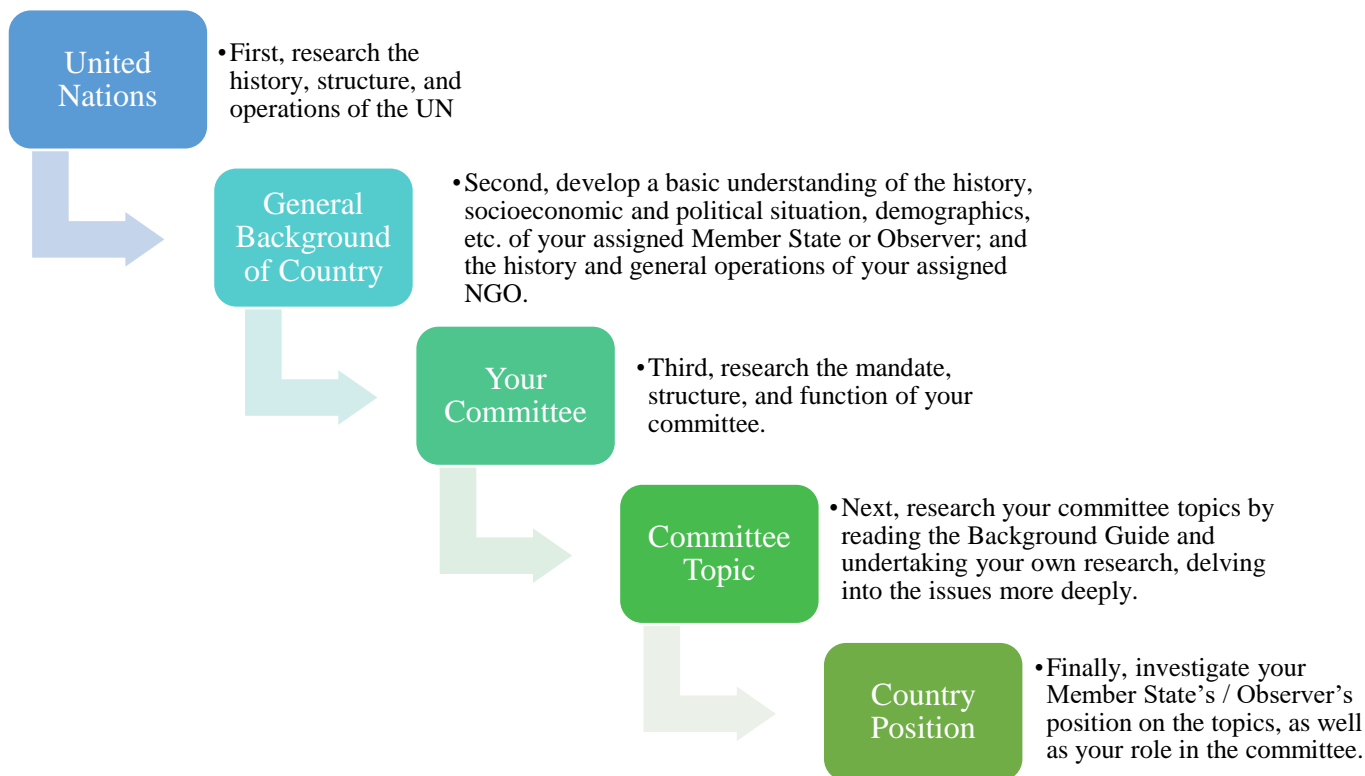 United
Nations
•First, research the
history, structure, and
operations of the UN
General
Background
of Country
•Second, develop a basic understanding of the history,
socioeconomic and political situation, demographics,
etc. of your assigned Member State or Observer; and
the history and general operations of your assigned
NGO.
Your
Committee
•Third, research the mandate,
structure, and function of your
committee.
Committee
Topic
•Next, research your committee topics by
reading the Background Guide and
undertaking your own research, delving
into the issues more deeply.
Country
Position
•Finally, investigate your
Member State’s / Observer’s
position on the topics, as well
as your role in the committee.